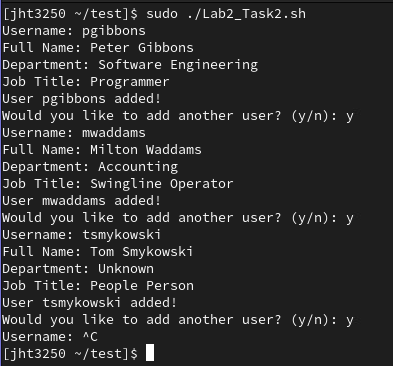 [jht3250 ~/test]$ sudo ./Lab2_Task2.sh
Username: pgibbons
Full Name: Peter Gibbons
Department: Software Engineering
Job Title: Programmer
User pgibbons added!
Would you like to add another user? (y/n): y
Username: mwaddams
Full Name: Milton Waddams
Department: Accounting
Job Title: Swingline Operator
User mwaddams added!
Would you like to add another user? (y/n): y
Username: tsmykowski
Full Name: Tom Smykowski
Department: Unknown
Job Title: People Person
User tsmykowski added!
Would you like to add another user? (y/n): y
Username: ^C
[jht3250 ~/test]$